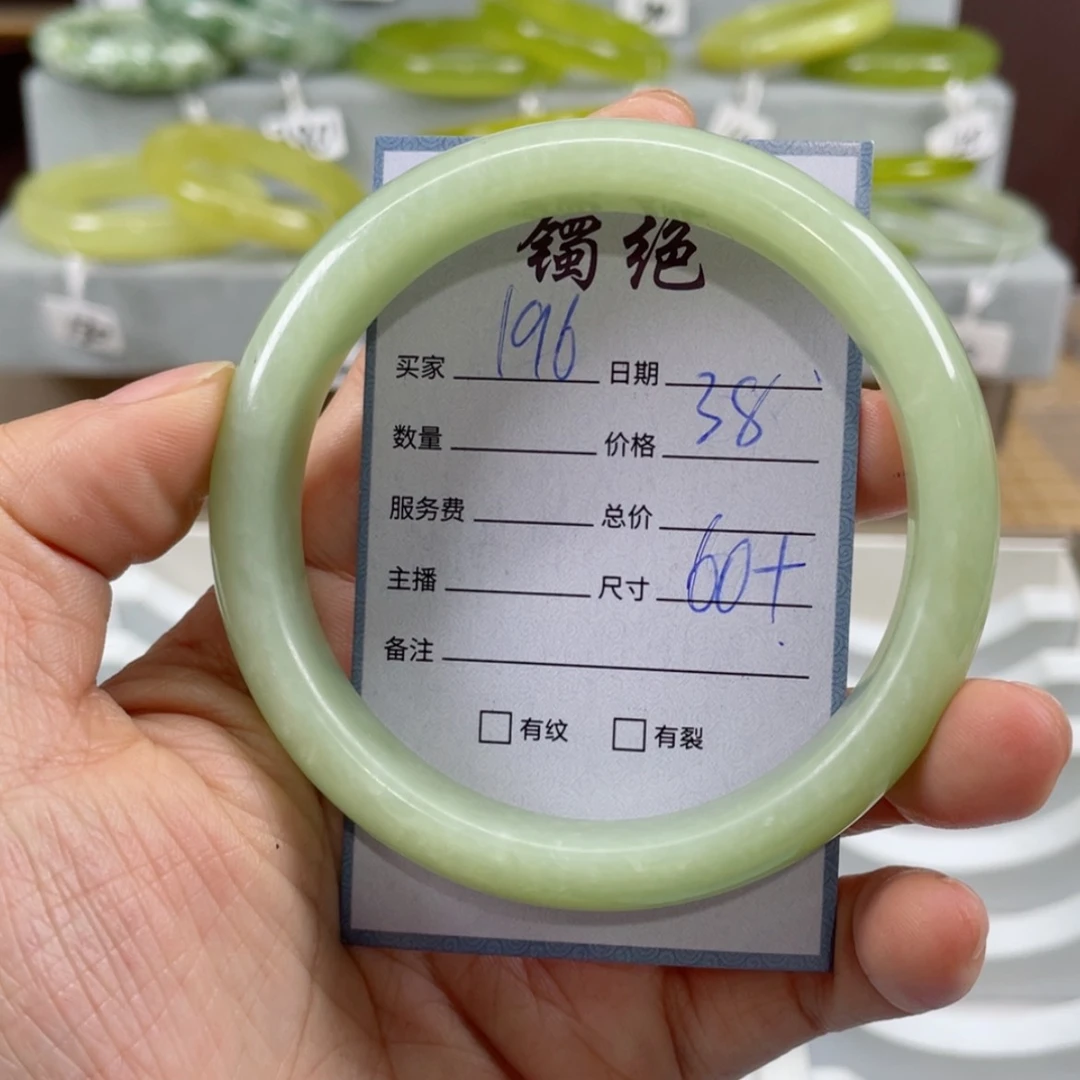 镯绝
买家 196 日期
数量 价格 38
服务费 总价
主播 尺寸 60+
备注
□有纹 □有裂